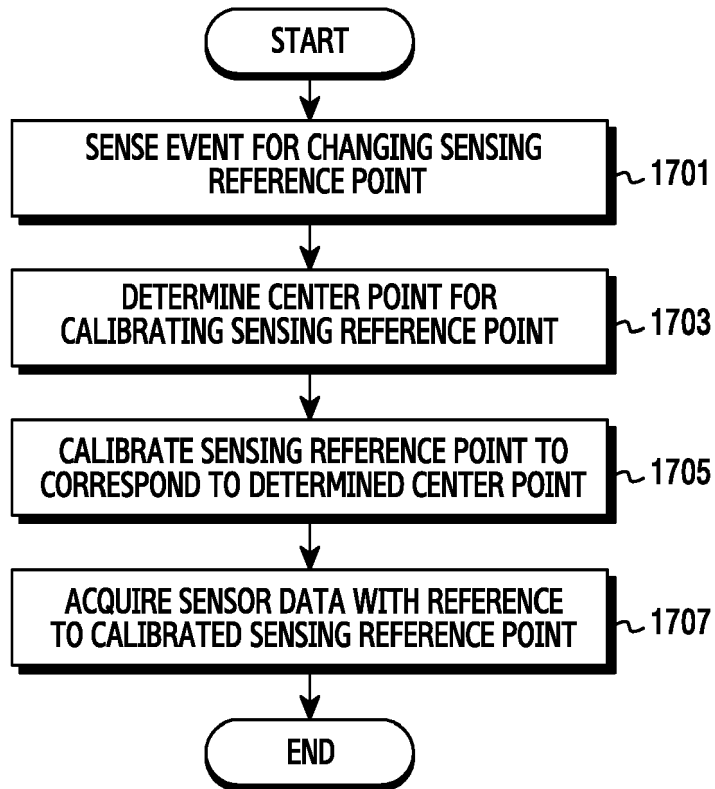 START
SENSE EVENT FOR CHANGING SENSING
REFERENCE POINT
1701
DETERMINE CENTER POINT FOR
CALIBRATING SENSING REFERENCE POINT
1703
CALIBRATE SENSING REFERENCE POINT TO
CORRESPOND TO DETERMINED CENTER POINT
1705
ACQUIRE SENSOR DATA WITH REFERENCE
TO CALIBRATED SENSING REFERENCE POINT
1707
END